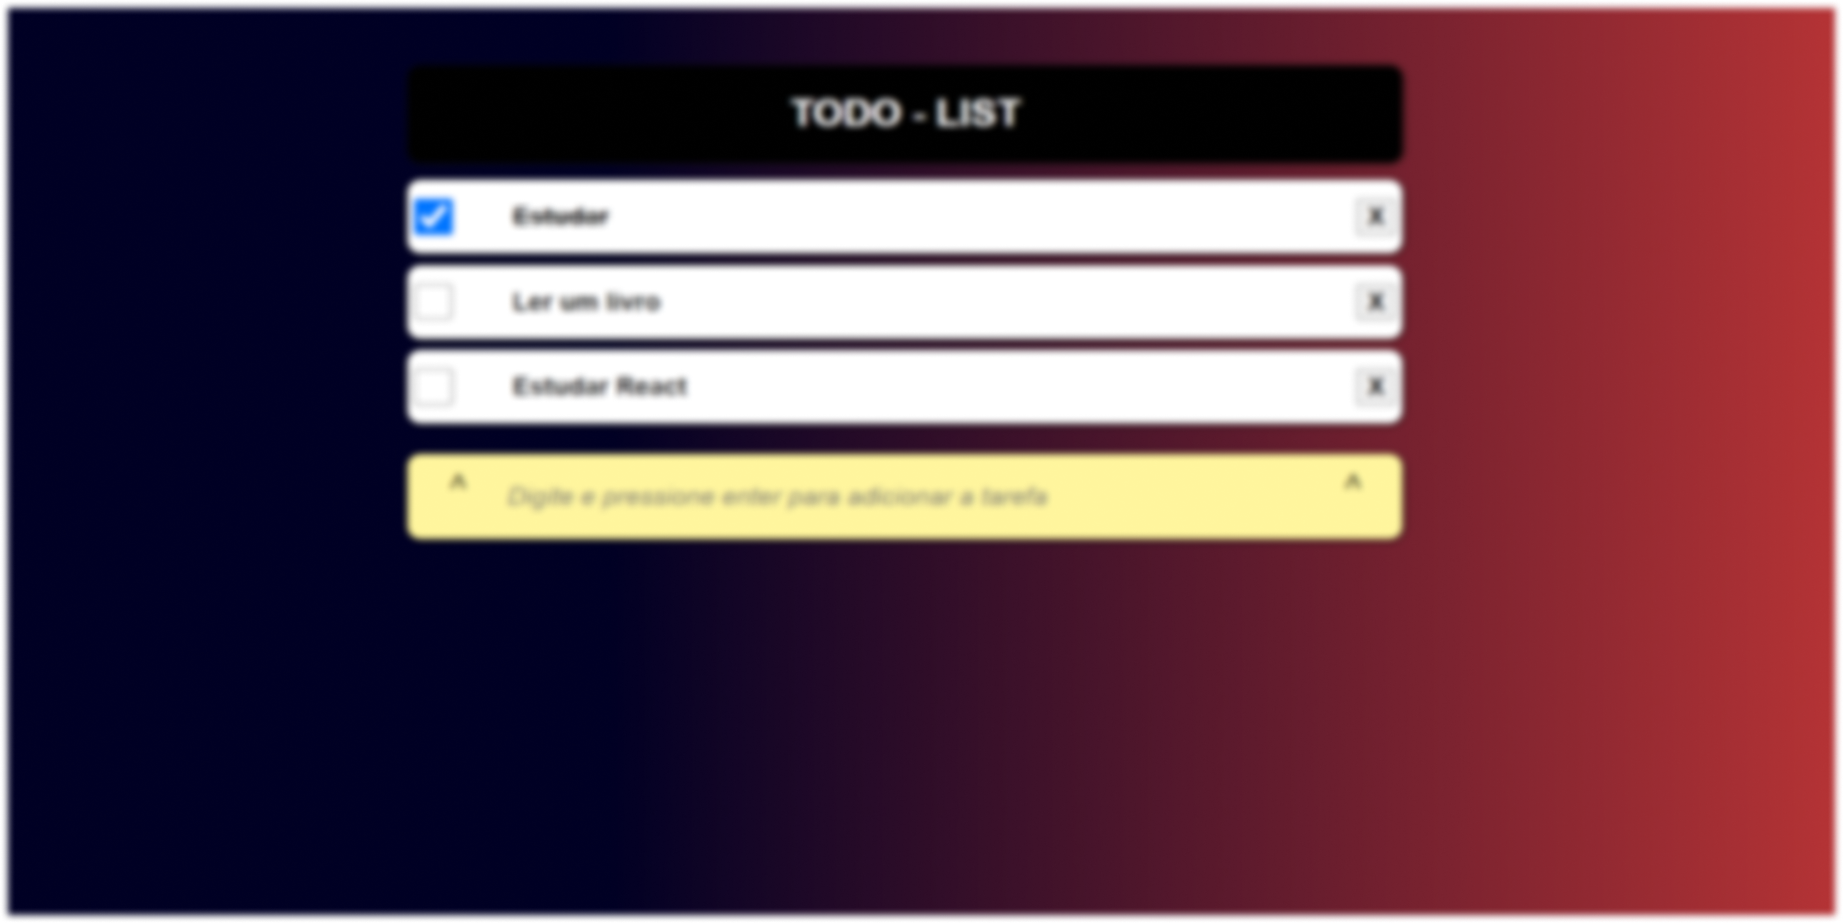 TODO - LIST
Estudar
X
Ler um livro
X
Estudar React
X
^ Digite e pressione enter para adicionar a tarefa ^